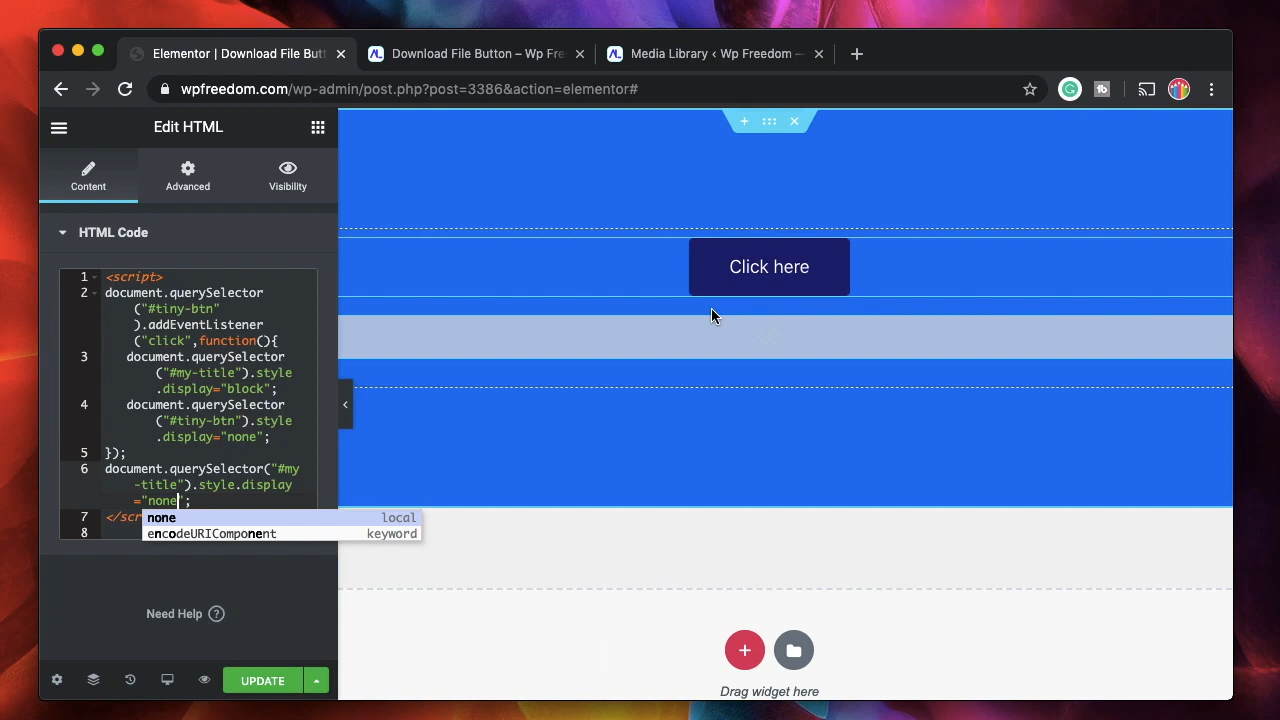 Elementor | Download File Butt
Download File Button – Wp Fre
Media Library ‹ Wp Freedom —
wpfreedom.com/wp-admin/post.php?post=3386&action=elementor#
Edit HTML
Content
Advanced
Visibility
HTML Code
1 <script>
2 document.querySelector
("#tiny-btn"
).addEventListener
("click",function(){
3 document.querySelector
("#my-title").style
.display="block";
4 document.querySelector
("#tiny-btn").style
.display="none";
5 });
6 document.querySelector("#my
-title").style.display
="none";
7 </scr
none local
8
encodeURIComponent keyword
Need Help ?
UPDATE
Click here
Drag widget here